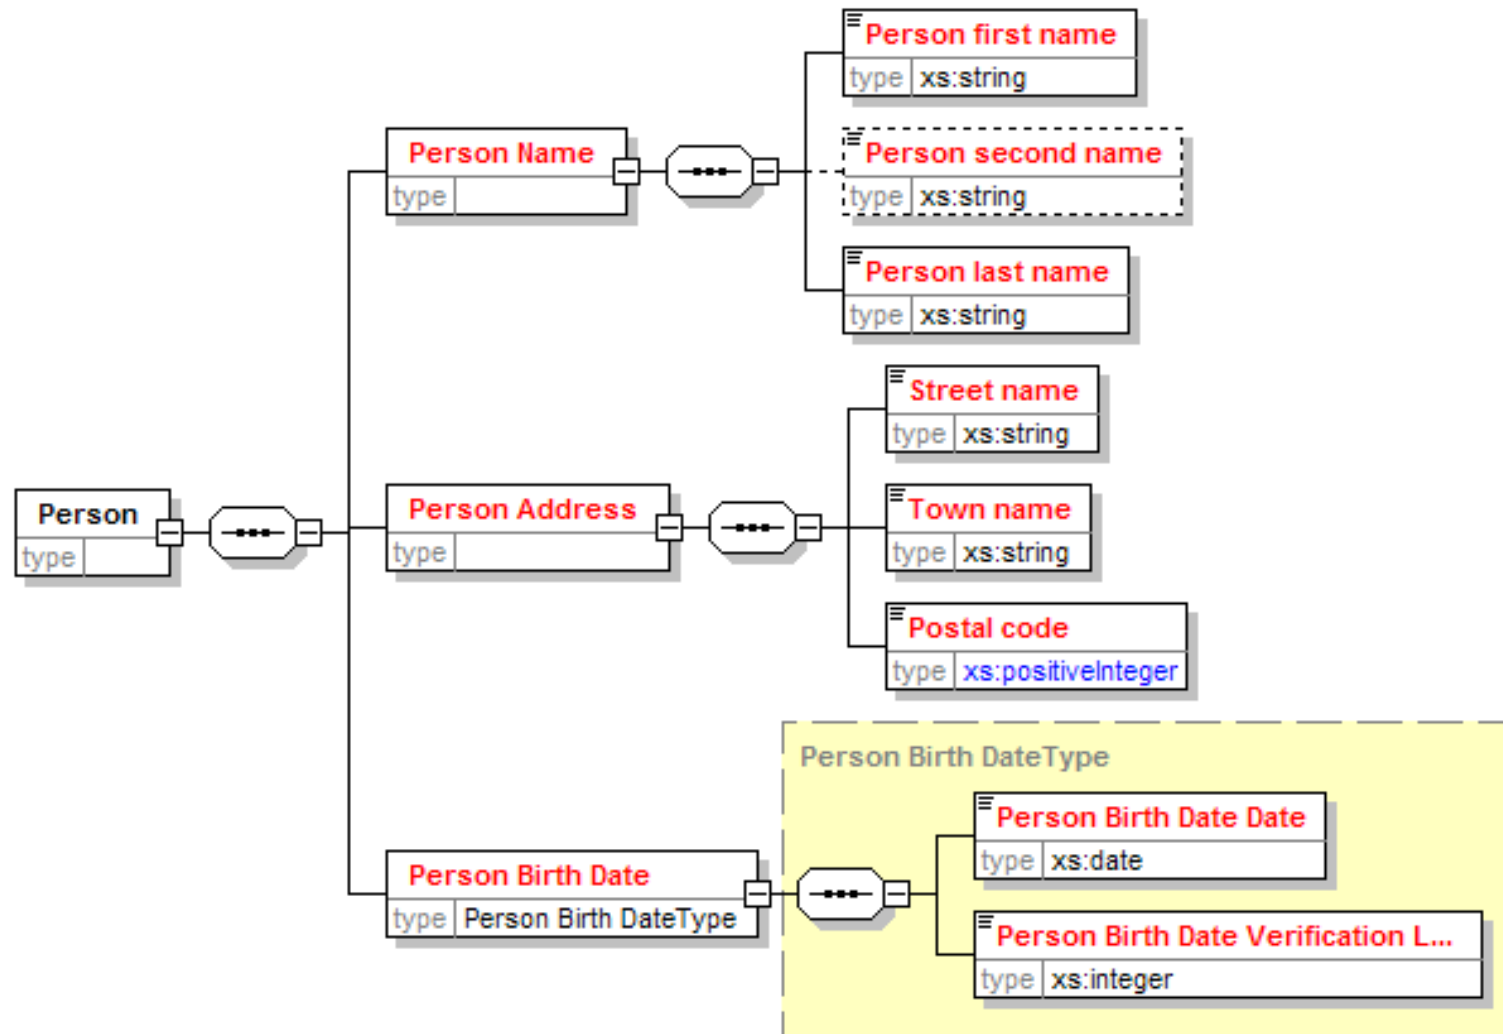 Person first name
type xs:string
Person Name
type
Person second name
type xs:string
Person last name
type xs:string
Street name
type xs:string
Person
type
Person Address
type
Town name
type xs:string
Postal code
type xs:positiveInteger
Person Birth DateType
Person Birth Date Date
type xs:date
Person Birth Date
type Person Birth DateType
Person Birth Date Verification L...
type xs:integer